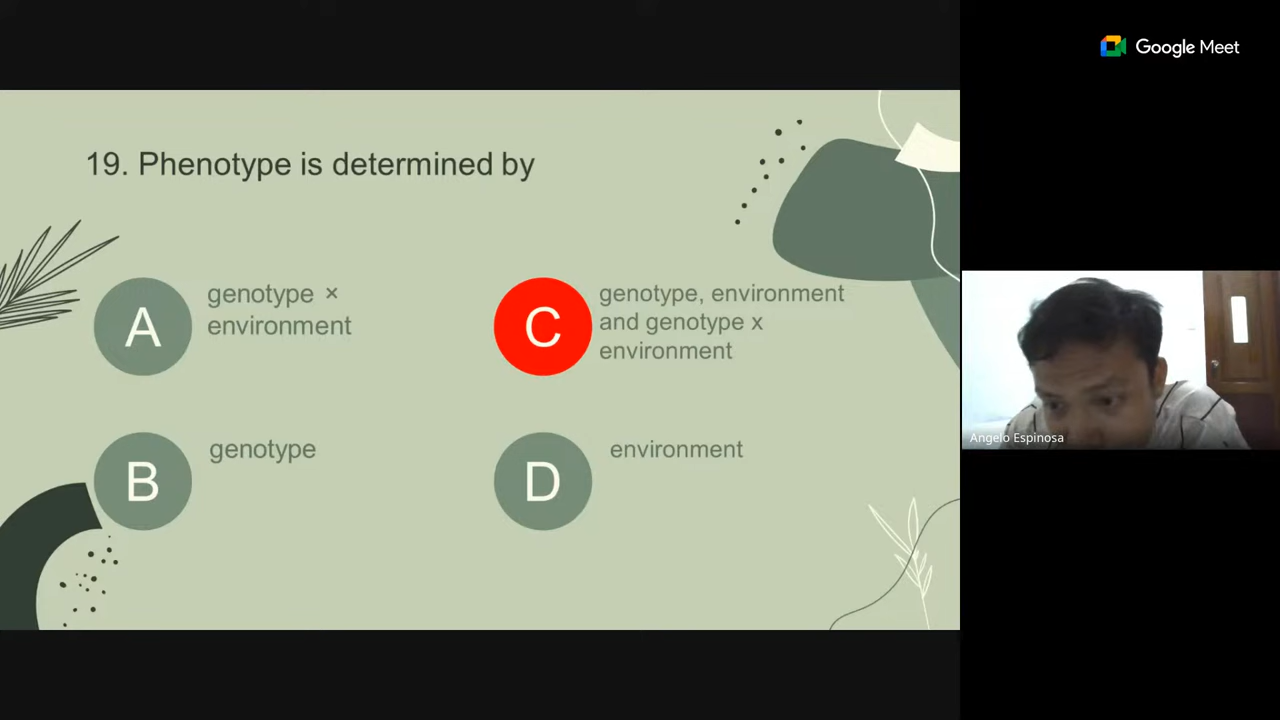 Google Meet
19. Phenotype is determined by
A
genotype ×
environment
C
genotype, environment
and genotype x
environment
B
genotype
D
environment
Angelo Espinosa